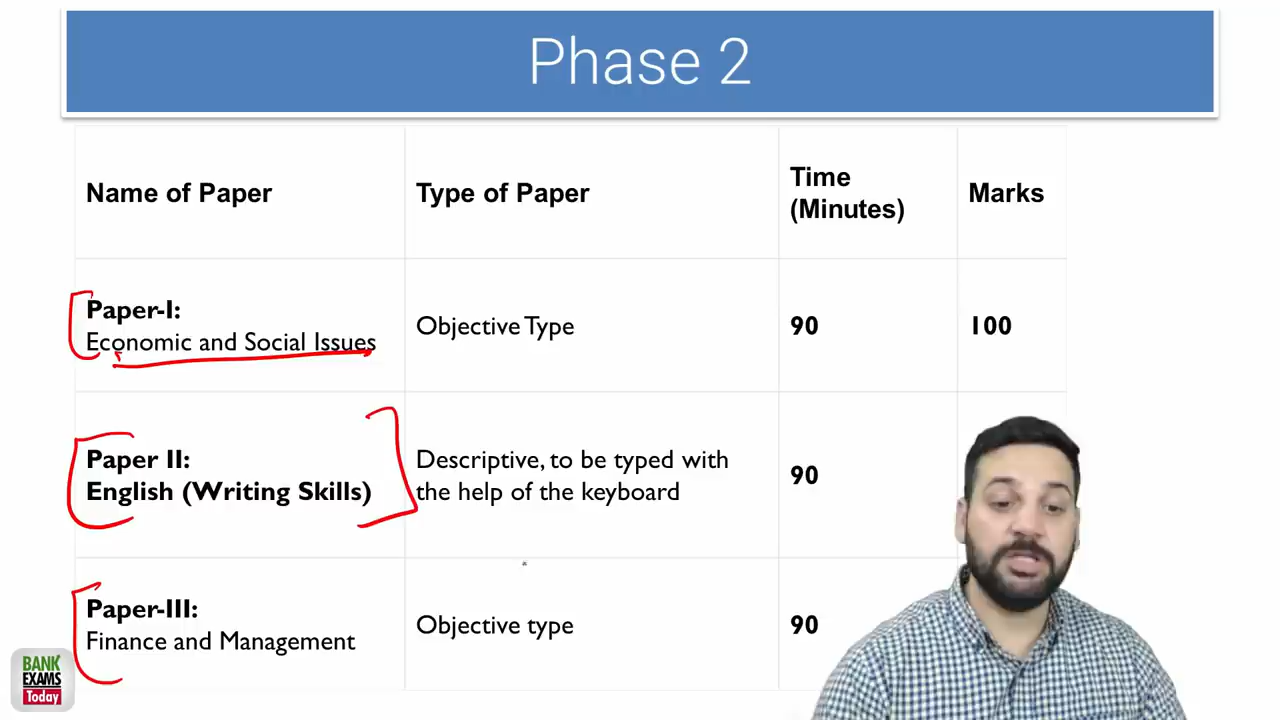 Phase 2
Name of Paper
Type of Paper
Time
(Minutes)
Marks
Paper-I:
Economic and Social Issues
Objective Type
90
100
Paper II:
English (Writing Skills)
Descriptive, to be typed with
the help of the keyboard
90
Paper-III:
Finance and Management
Objective type
90
BANK
EXAMS
Today